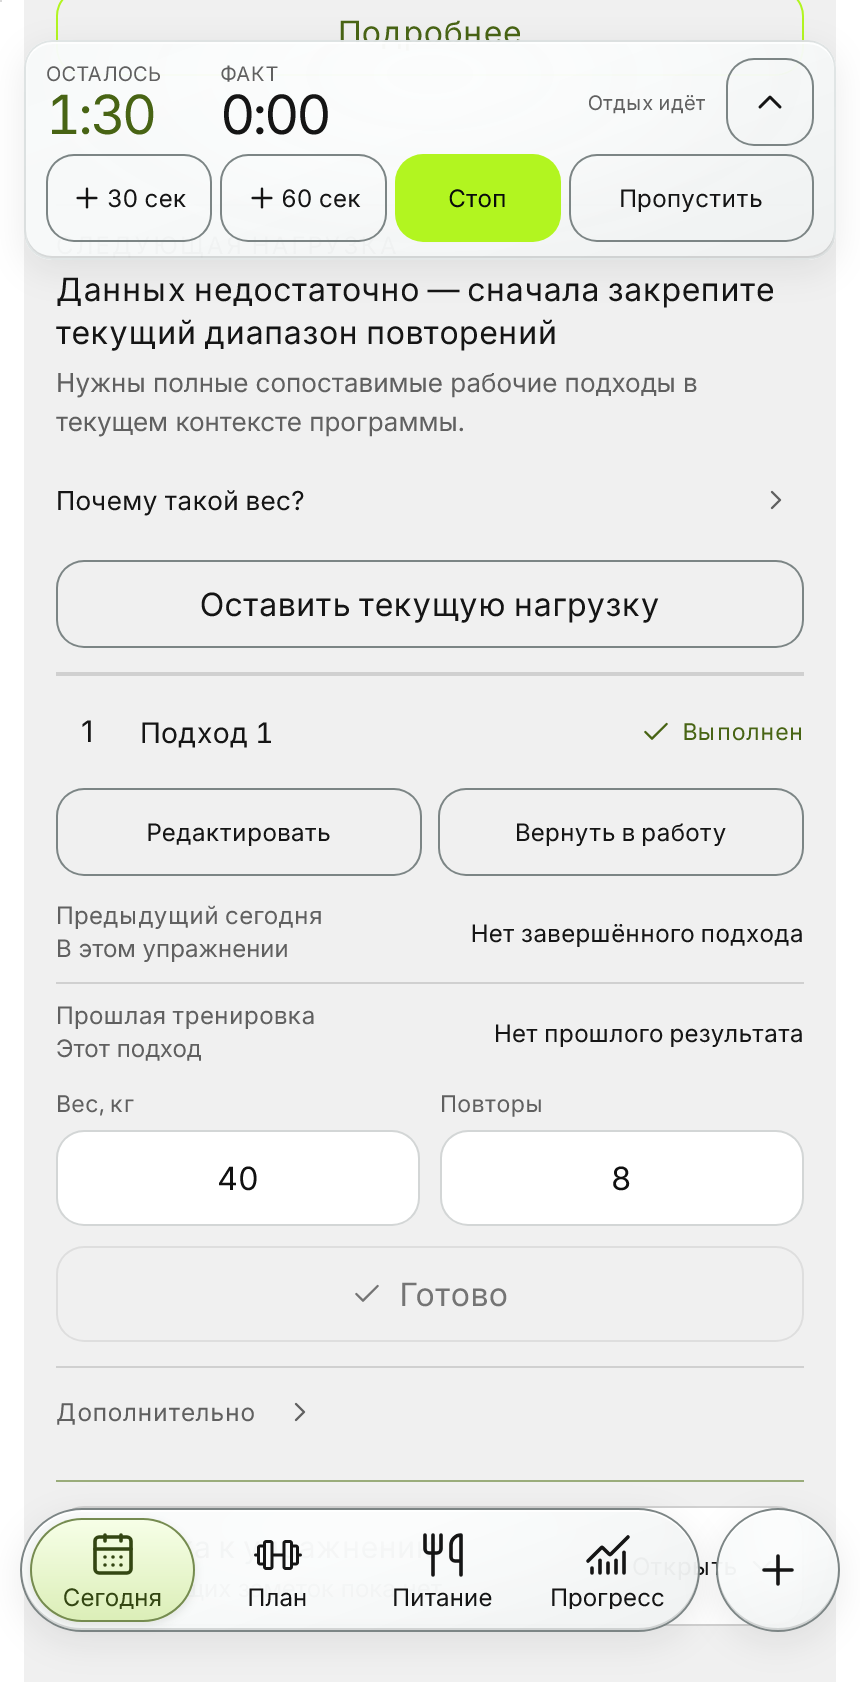 Подробнее
ОСТАЛОСЬ
ФАКТ
1:30
0:00
Отдых идёт
+ 30 сек
+ 60 сек
Стоп
Пропустить
СЛЕДУЮЩАЯ НАГРУЗКА
Данных недостаточно — сначала закрепите
текущий диапазон повторений
Нужны полные сопоставимые рабочие подходы в
текущем контексте программы.
Почему такой вес?
Оставить текущую нагрузку
1
Подход 1
Выполнен
Редактировать
Вернуть в работу
Предыдущий сегодня
В этом упражнении
Нет завершённого подхода
Прошлая тренировка
Этот подход
Нет прошлого результата
Вес, кг
Повторы
40
8
Готово
Дополнительно
Открыть
Сегодня
План
Питание
Прогресс